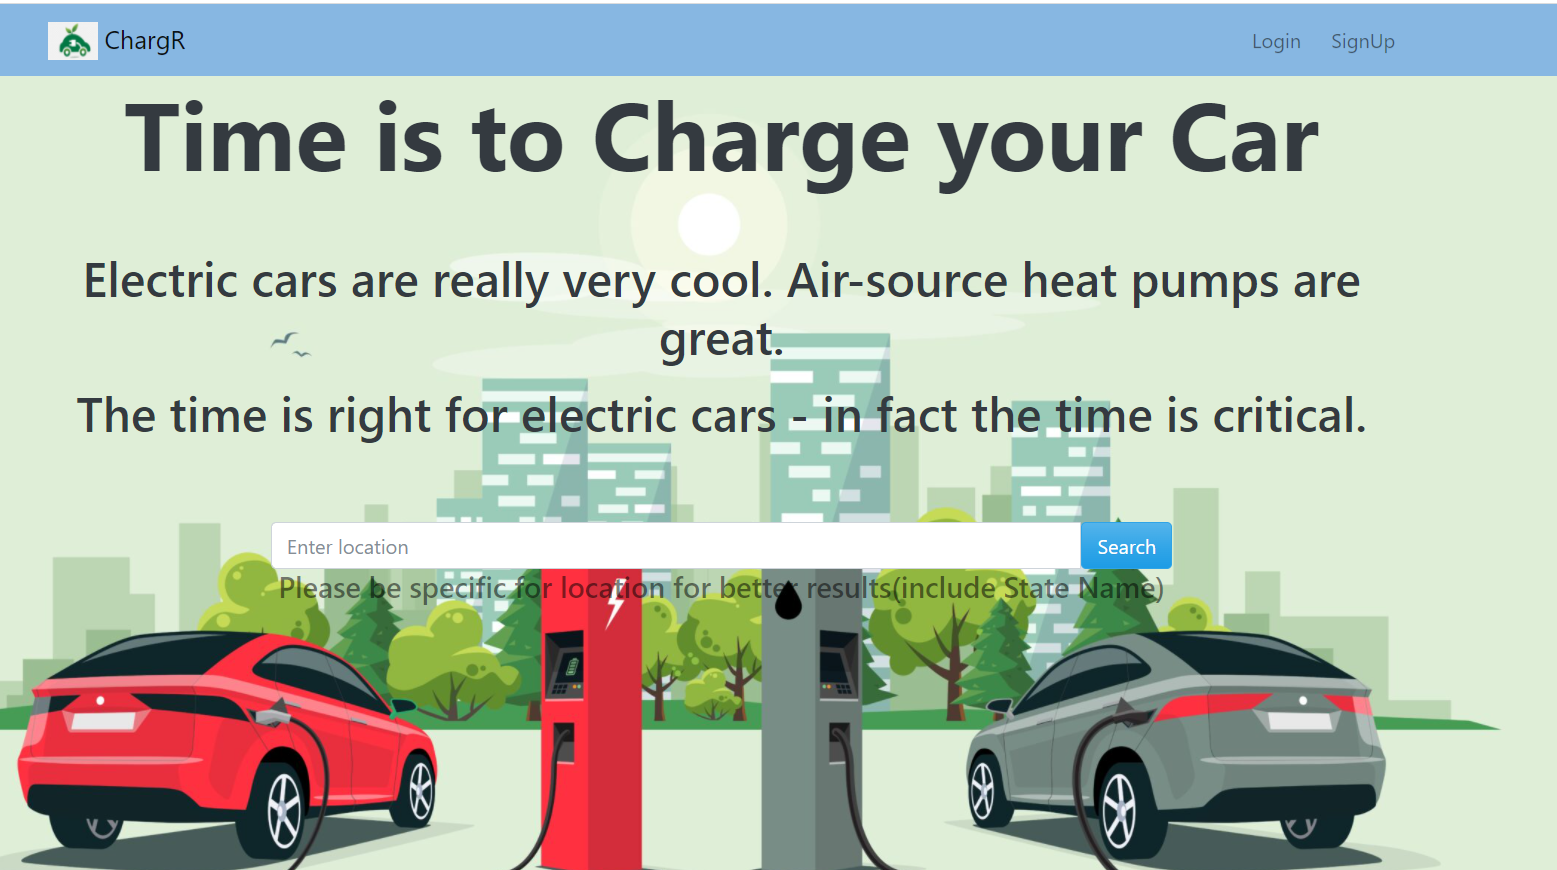 ChargR
Login
SignUp
Time is to Charge your Car
Electric cars are really very cool. Air-source heat pumps are
great.
The time is right for electric cars - in fact the time is critical.
Enter location
Search
Please be specific for location for better results(include State Name)